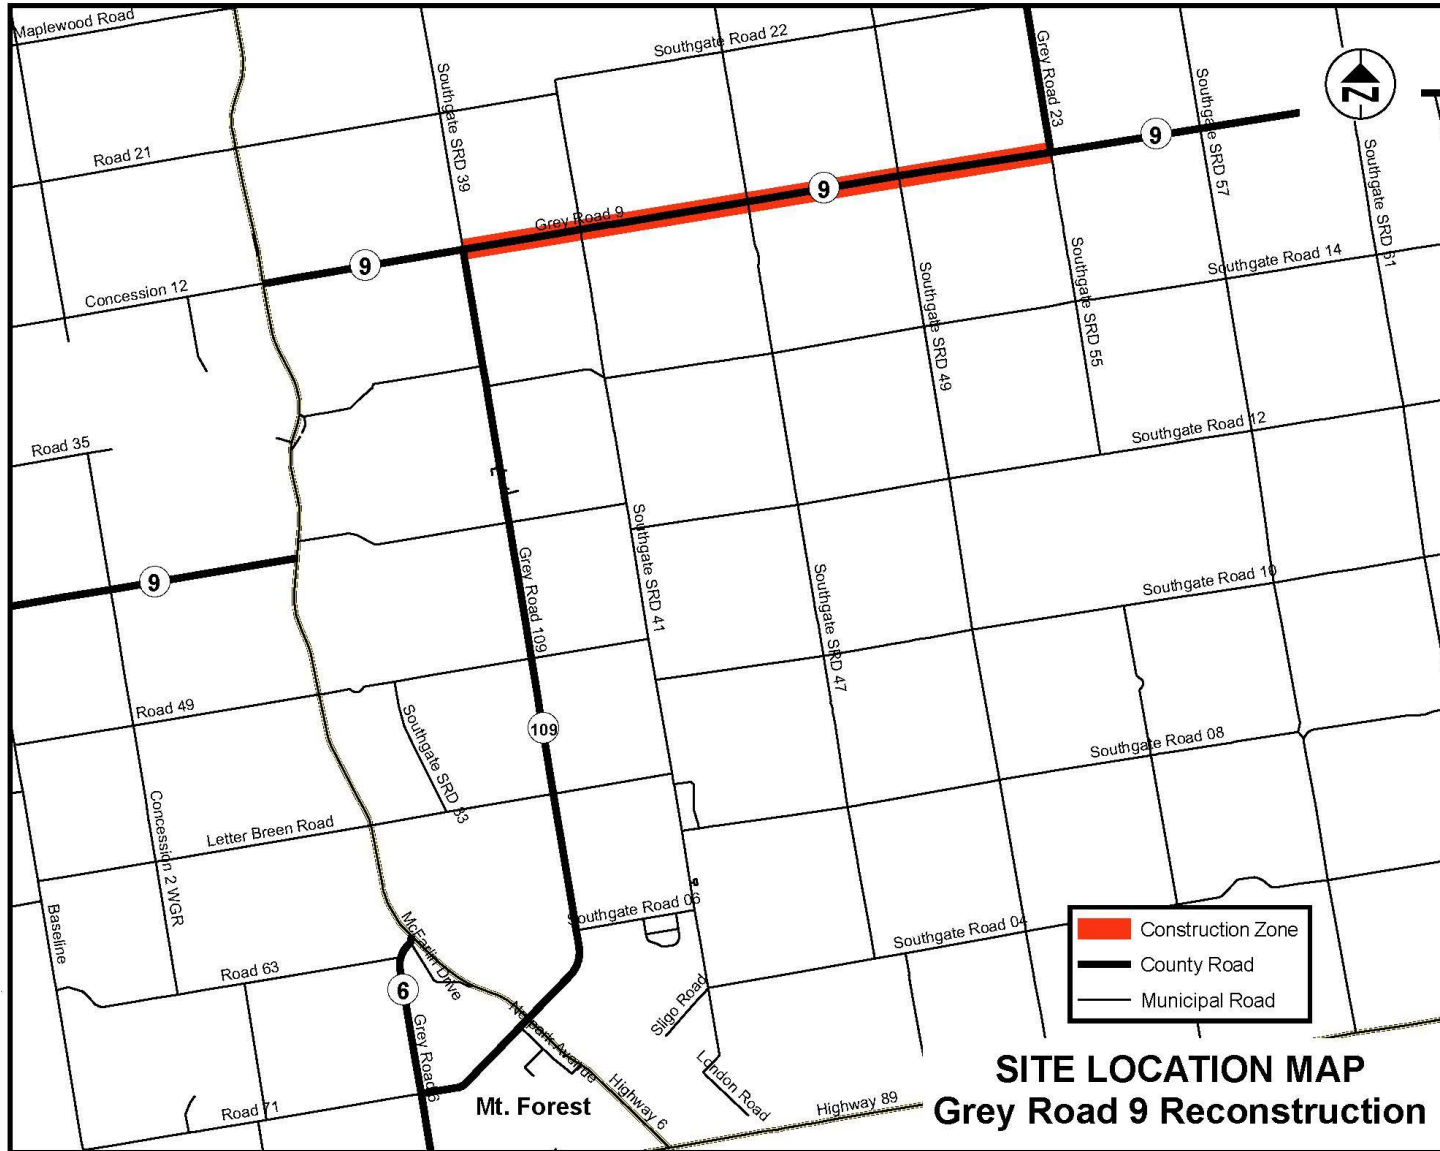 Maplewood Road
Southgate Road 22
Grey Road 23
Southgate SRD 39
Southgate SRD 57
Z
Road 21
9
Southgate SRD 61
9
Grey Road 9
Southgate SRD 55
Southgate Road 14
9
Concession 12
Southgate SRD 49
Southgate Road 12
Road 35
Southgate SRD 41
Grey Road 109
Southgate SRD 47
9
Southgate Road 10
Road 49
Southgate SRD 33
109
Southgate Road 08
Concession 2 WGR
Letter Breen Road
Baseline
Southgate Road 06
McFarlin Drive
Southgate Road 04
Road 63
6
Grey Road 6
Sligo Road
Norpark Avenue
London Road
Highway 6
Road 71
Mt. Forest
Highway 89
Construction Zone
County Road
Municipal Road
SITE LOCATION MAP
Grey Road 9 Reconstruction